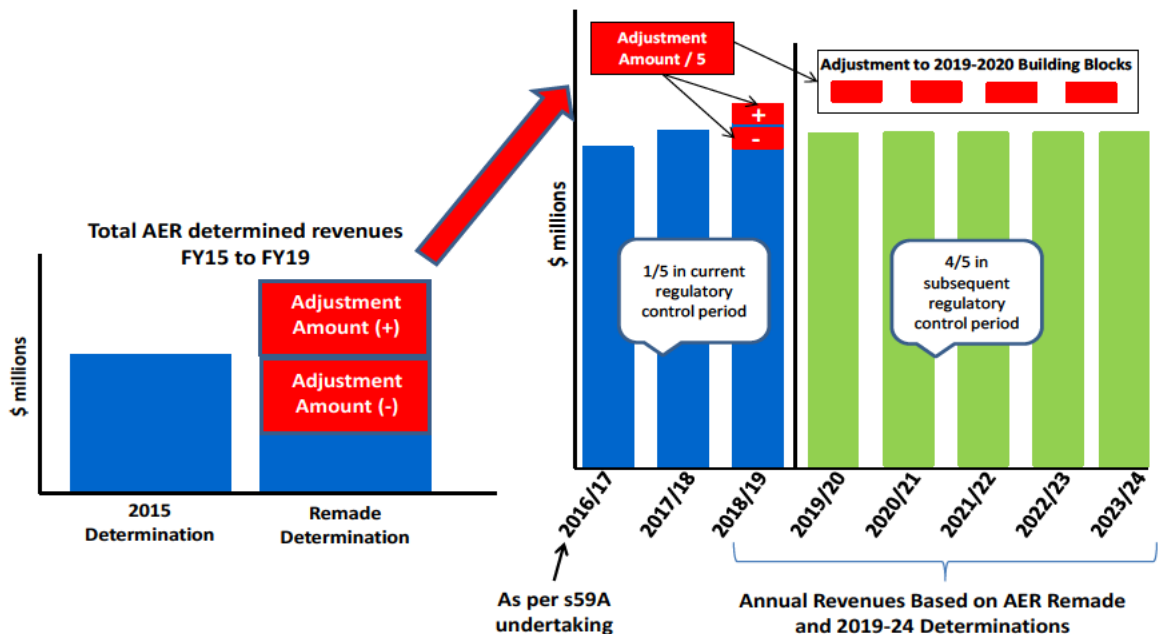 Total AER determined revenues
FY15 to FY19
$ millions
Adjustment
Amount (+)
Adjustment
Amount (-)
2015
Determination
Remade
Determination
$ millions
Adjustment
Amount / 5
Adjustment to 2019-2020 Building Blocks
+
-
1/5 in current
regulatory
control period
4/5 in
subsequent
regulatory
control period
2016/17
2017/18
2018/19
2019/20
2020/21
2021/22
2022/23
2023/24
As per s59A
undertaking
Annual Revenues Based on AER Remade
and 2019-24 Determinations